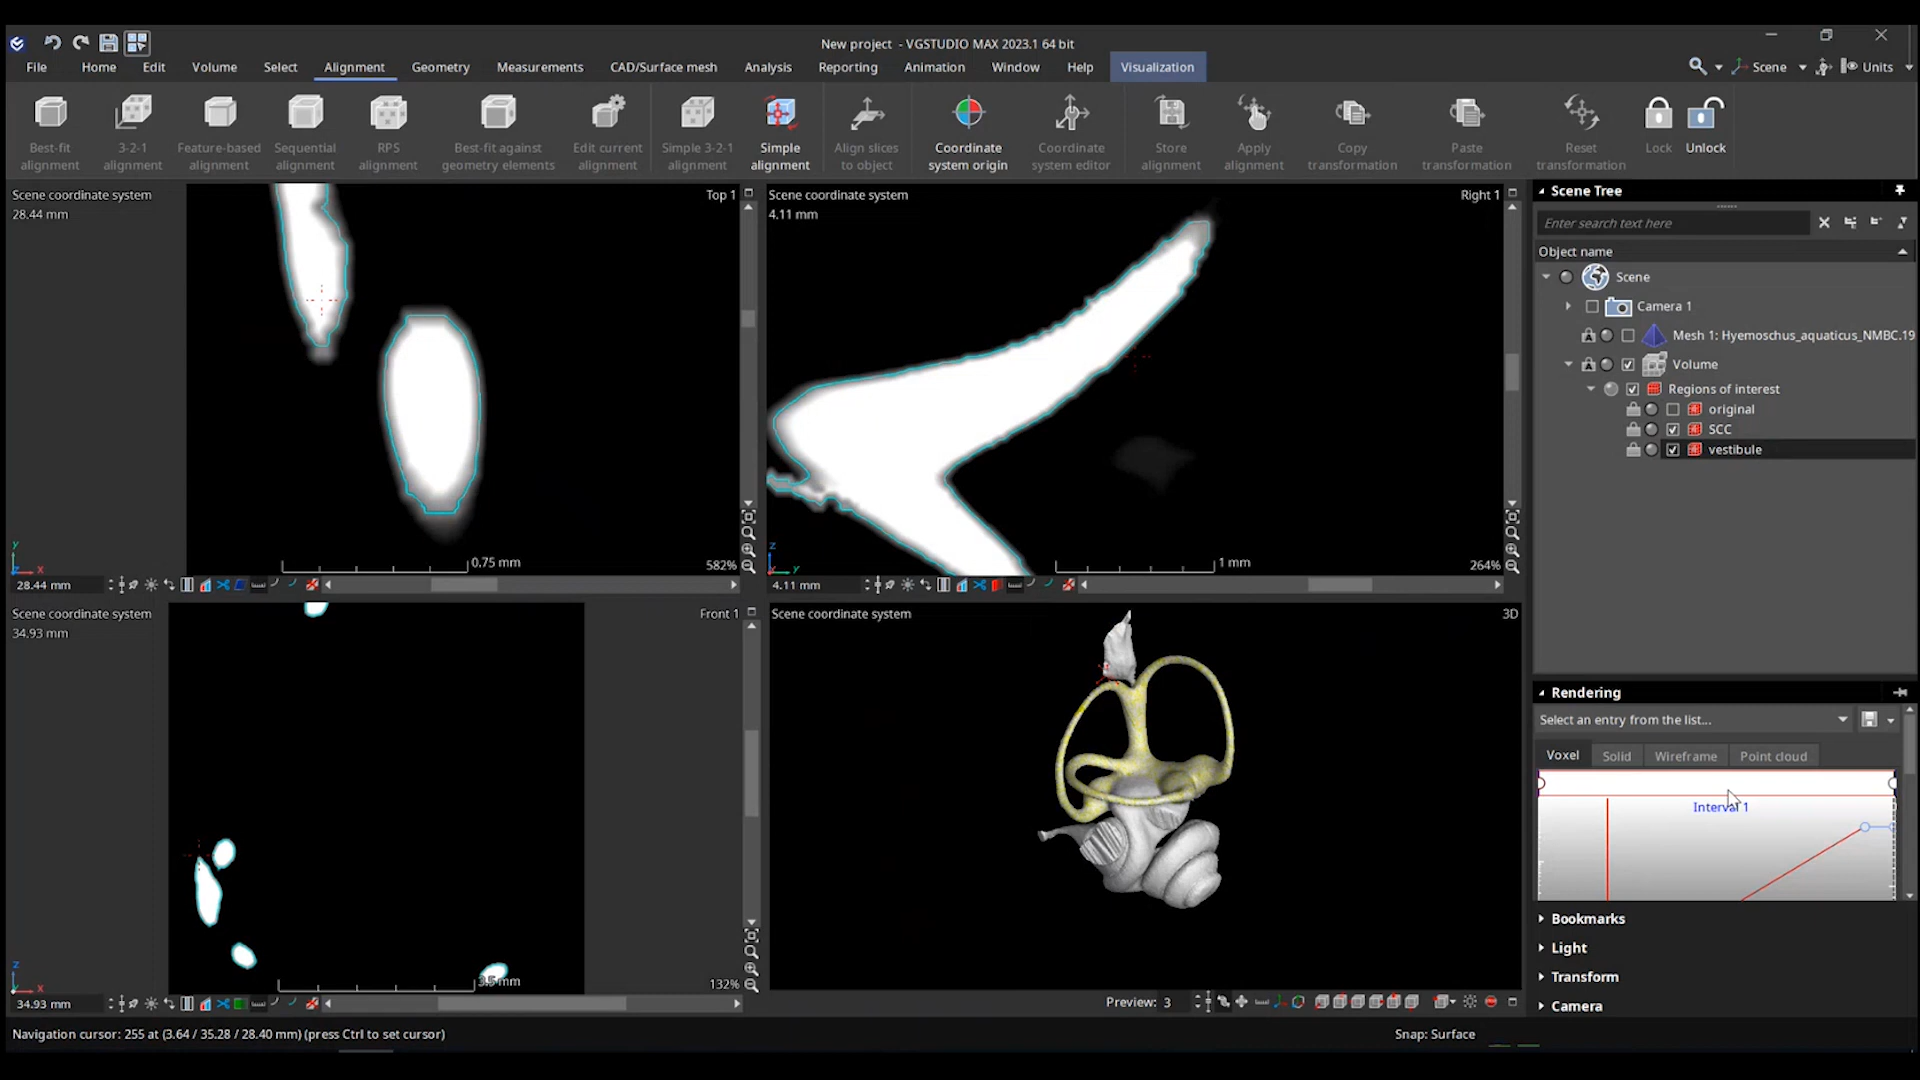 New project - VGSTUDIO MAX 2023.1 64 bit
File Home Edit Volume Select Alignment Geometry Measurements CAD/Surface mesh Analysis Reporting Animation Window Help Visualization Scene Units
Best-fit alignment
3-2-1 alignment
Feature-based alignment
Sequential alignment
RPS alignment
Best-fit against geometry elements
Edit current alignment
Simple 3-2-1 alignment
Simple alignment
Align slices to object
Coordinate system origin
Coordinate system editor
Store alignment
Apply alignment
Copy transformation
Paste transformation
Reset transformation
Lock
Unlock
Scene coordinate system
28.44 mm
Top 1
y
x
0.75 mm
582%
28.44 mm
Scene coordinate system
4.11 mm
Right 1
z
y
1 mm
264%
4.11 mm
Scene coordinate system
34.93 mm
Front 1
z
x
3.5 mm
132%
34.93 mm
Scene coordinate system
3D
Preview: 3
Scene Tree
Enter search text here
Object name
Scene
Camera 1
Mesh 1: Hyemoschus_aquaticus_NMBC.19
Volume
Regions of interest
original
SCC
vestibule
Rendering
Select an entry from the list...
Voxel Solid Wireframe Point cloud
Interval 1
Bookmarks
Light
Transform
Camera
Navigation cursor: 255 at (3.64 / 35.28 / 28.40 mm) (press Ctrl to set cursor)
Snap: Surface